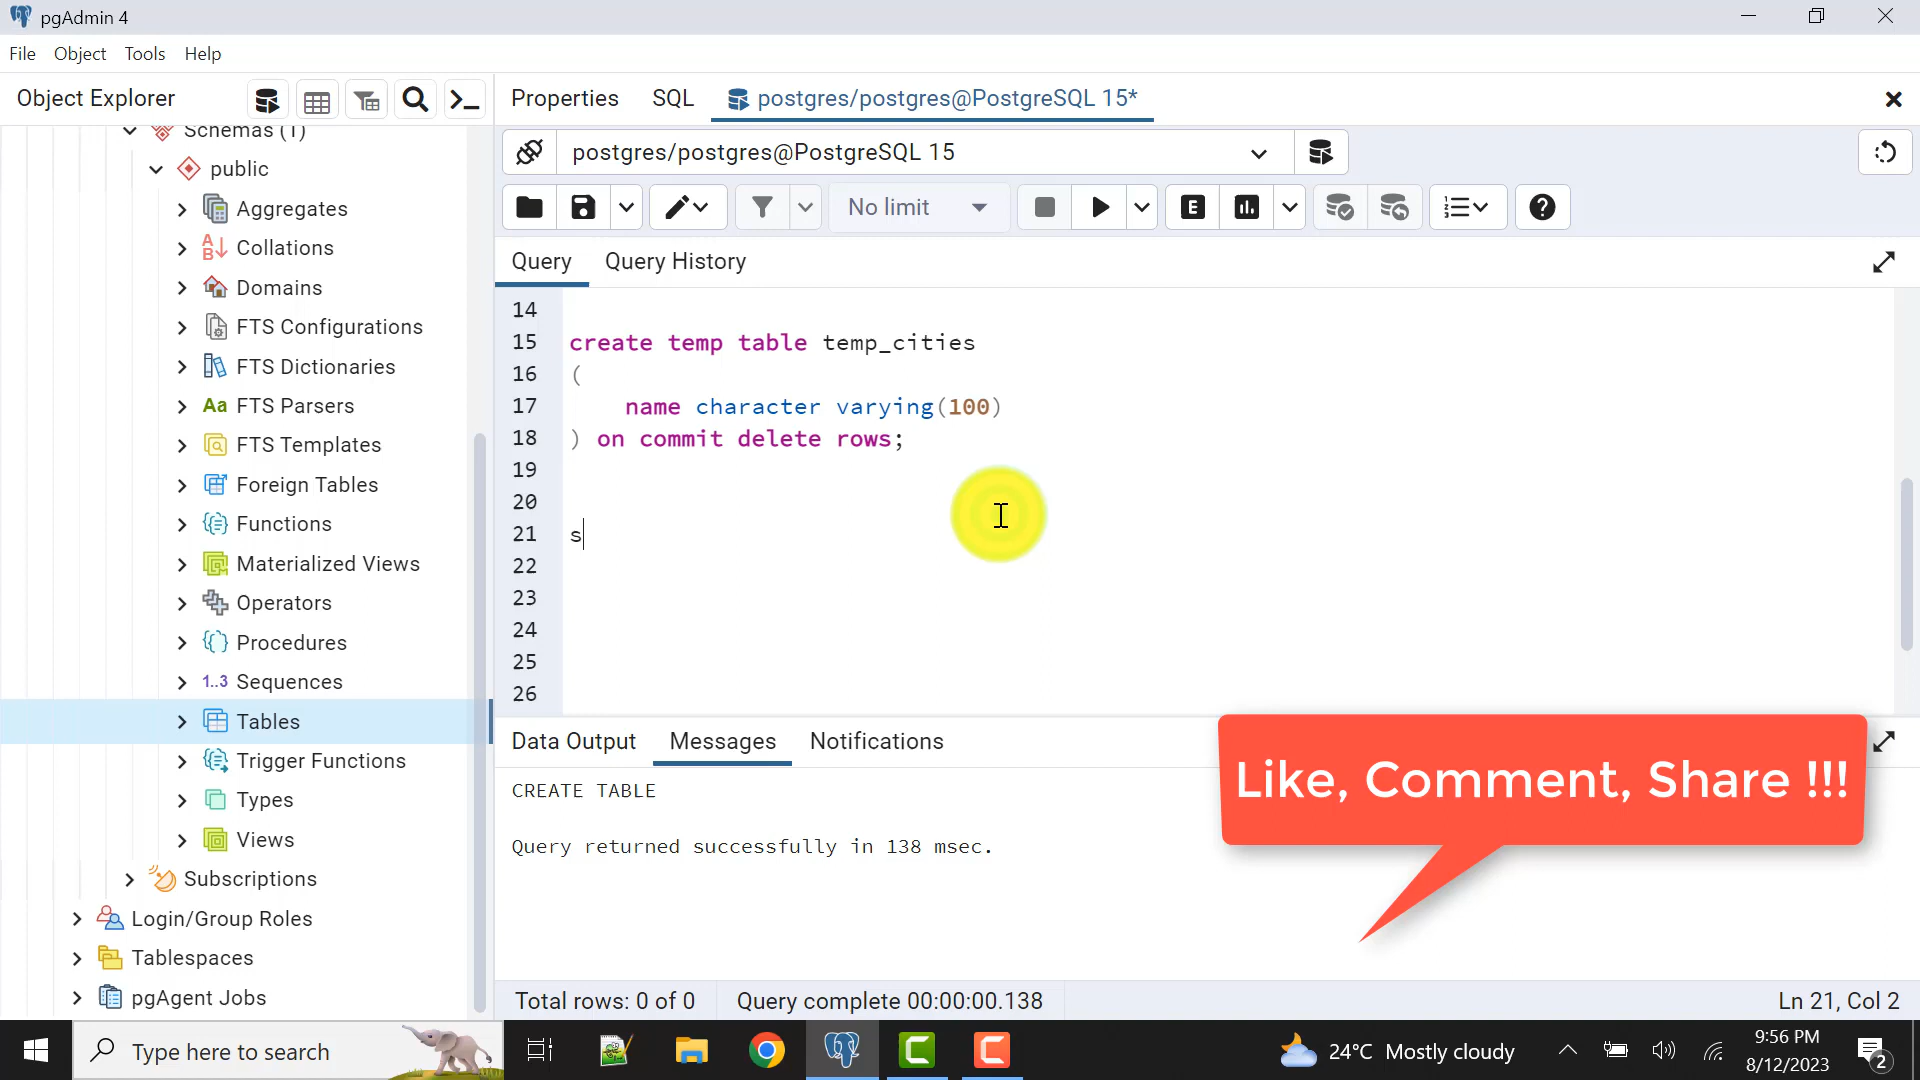 pgAdmin 4
File Object Tools Help
Object Explorer
Properties SQL postgres/postgres@PostgreSQL 15*
postgres/postgres@PostgreSQL 15
No limit
E
Query Query History
Schemas (1)
public
Aggregates
Collations
Domains
FTS Configurations
FTS Dictionaries
Aa FTS Parsers
FTS Templates
Foreign Tables
Functions
Materialized Views
Operators
Procedures
1..3 Sequences
Tables
Trigger Functions
Types
Views
Subscriptions
Login/Group Roles
Tablespaces
pgAgent Jobs
14
15 create temp table temp_cities
16 (
17 name character varying(100)
18 ) on commit delete rows;
19
20
21 s
22
23
24
25
26
Data Output Messages Notifications
CREATE TABLE
Query returned successfully in 138 msec.
Like, Comment, Share !!!
Total rows: 0 of 0 Query complete 00:00:00.138 Ln 21, Col 2
Type here to search
24°C Mostly cloudy
9:56 PM
8/12/2023
2